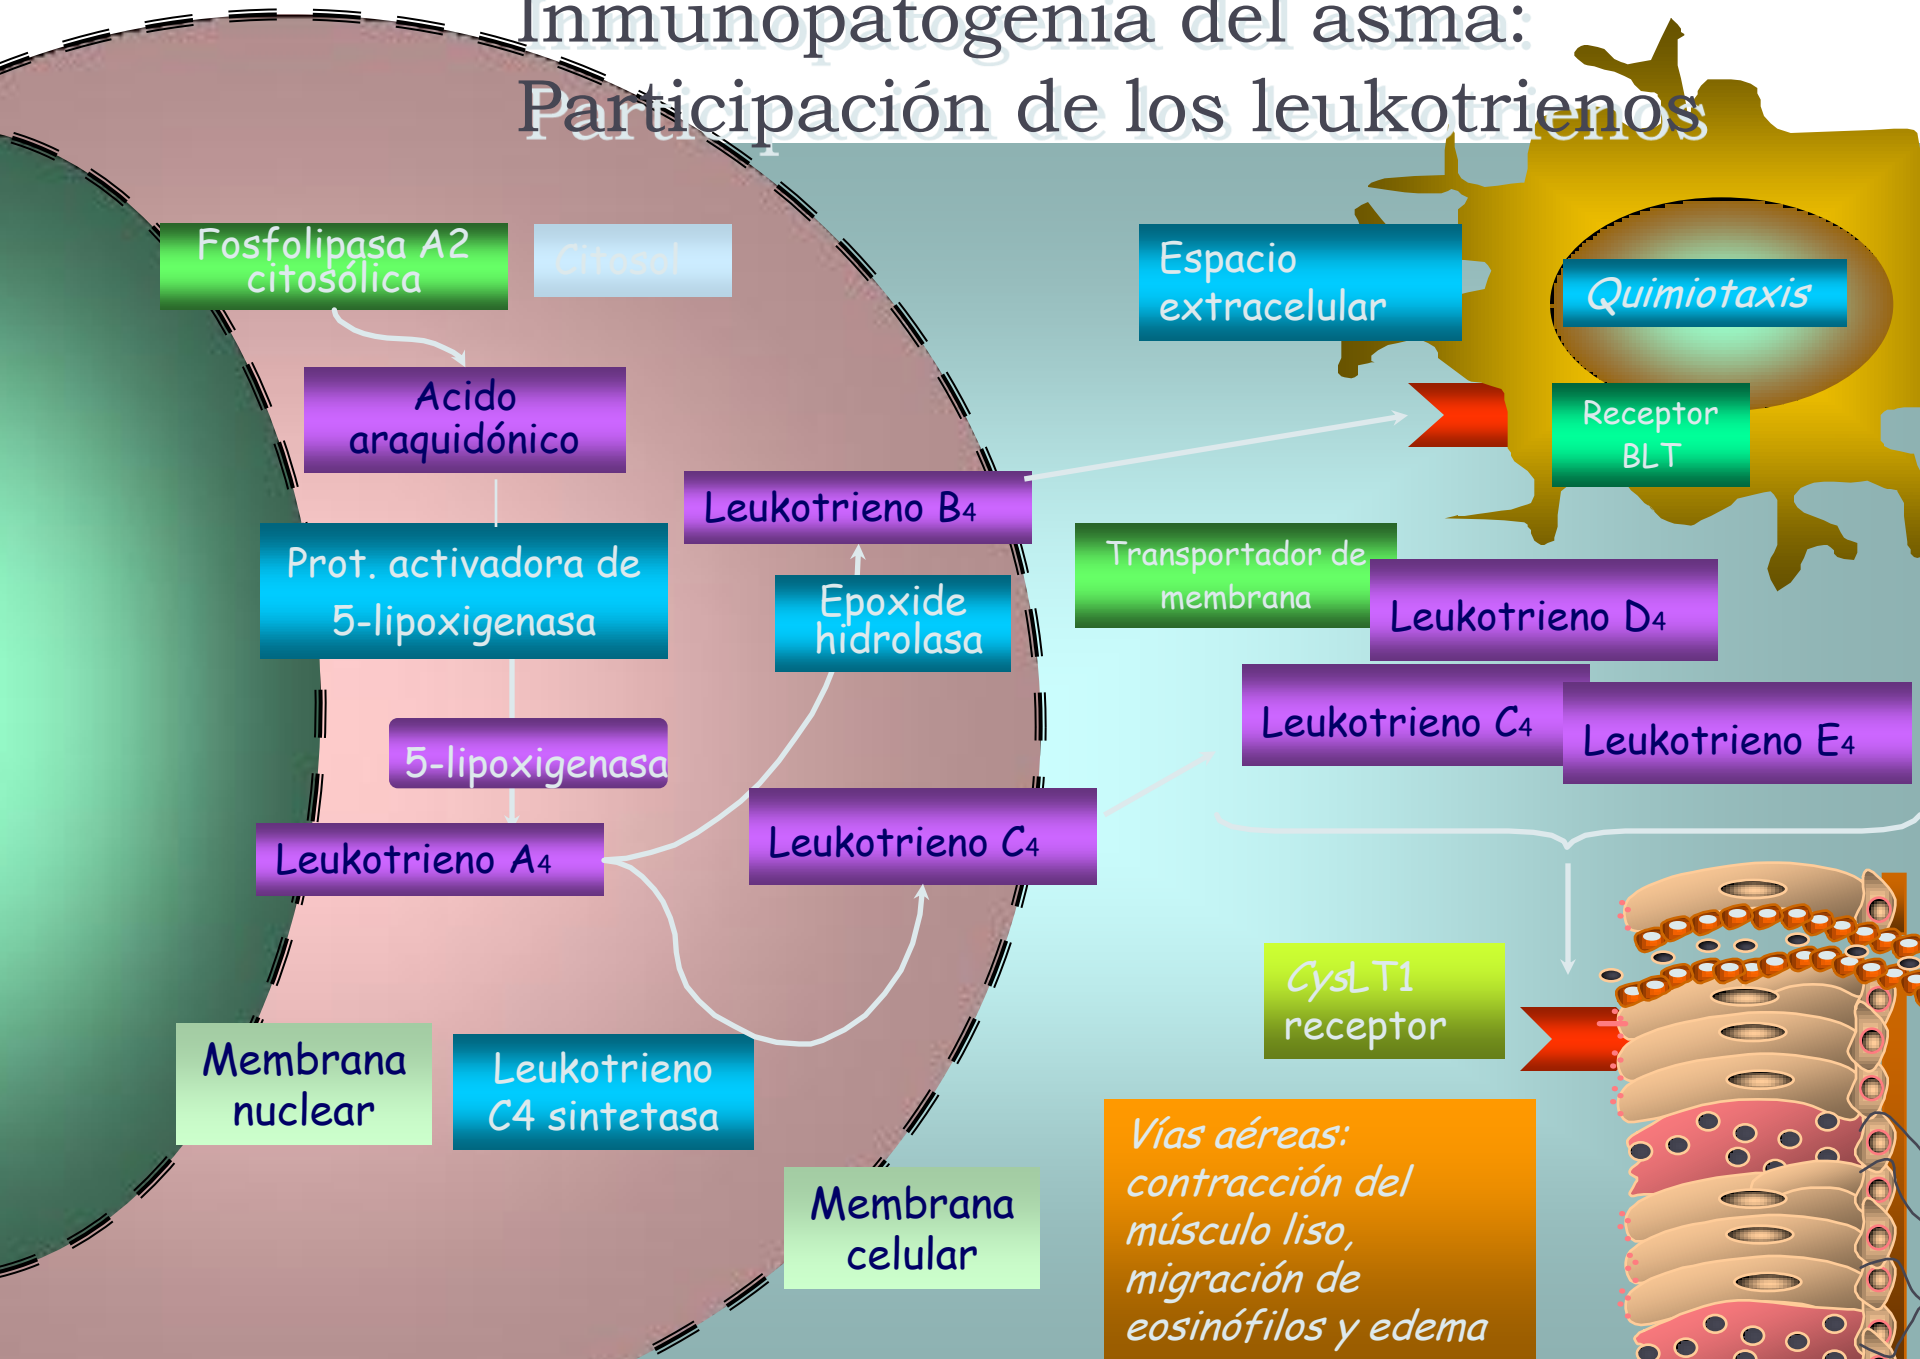 Inmunopatogenia del asma:
Participación de los leukotrienos
Fosfolipasa A2
citosólica
Citosol
Espacio
extracelular
Quimiotaxis
Acido
araquidónico
Receptor
BLT
Leukotrieno B4
Prot. activadora de
5-lipoxigenasa
Epoxide
hidrolasa
Transportador de
membrana
Leukotrieno D4
Leukotrieno C4
Leukotrieno E4
5-lipoxigenasa
Leukotrieno A4
Leukotrieno C4
CysLT1
receptor
Membrana
nuclear
Leukotrieno
C4 sintetasa
Membrana
celular
Vías aéreas:
contracción del
músculo liso,
migración de
eosinófilos y edema